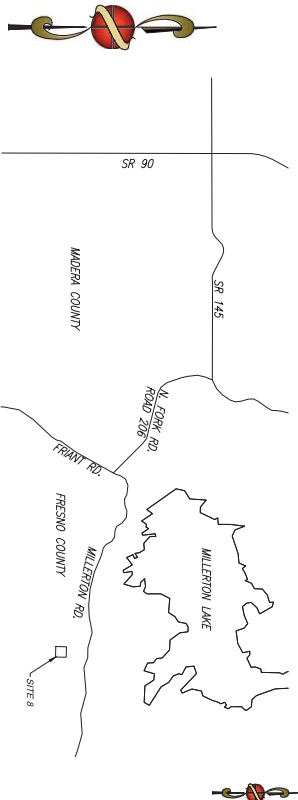 SR 90
SR 145
MADERA COUNTY
N. FORK RD.
ROAD 206
FRIANT RD.
FRESNO COUNTY
MILLERTON RD.
MILLERTON LAKE
SITE 8